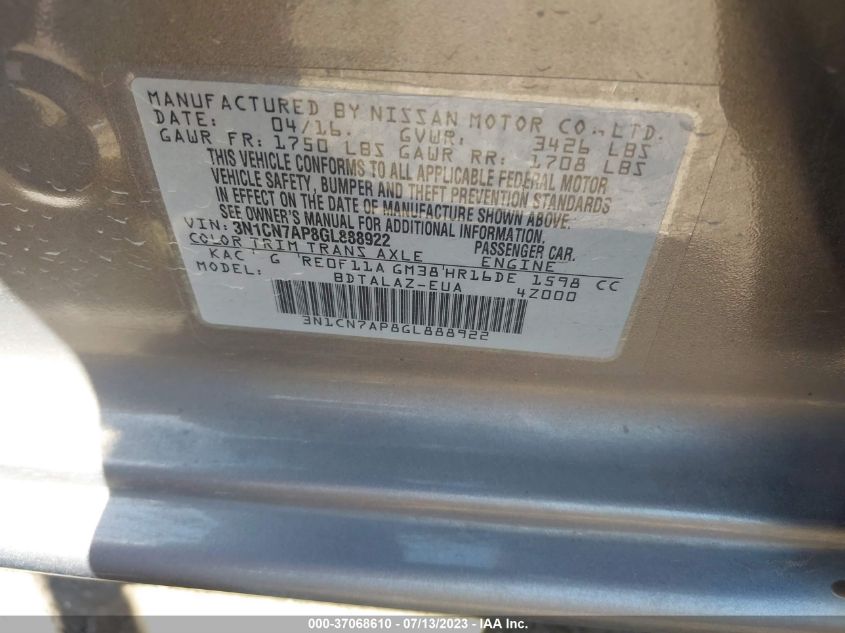 MANUFACTURED BY NISSAN MOTOR CO., LTD.
DATE: 04/16. GVWR, 3426 LBS
GAWR FR: 1750 LBS GAWR RR: 1708 LBS
THIS VEHICLE CONFORMS TO ALL APPLICABLE FEDERAL MOTOR
VEHICLE SAFETY, BUMPER AND THEFT PREVENTION STANDARDS
IN EFFECT ON THE DATE OF MANUFACTURE SHOWN ABOVE.
SEE OWNER'S MANUAL FOR ADDITIONAL INFORMATION.
VIN: 3N1CN7AP8GL888922 PASSENGER CAR.
COLOR TRIM TRANS AXLE ENGINE
KAC G RE0F11A GM38 HR16DE 1598 CC
MODEL: BDTALAZ-EUA 4Z000
3N1CN7AP8GL888922
000-37068610 - 07/13/2023 - © IAA Inc.